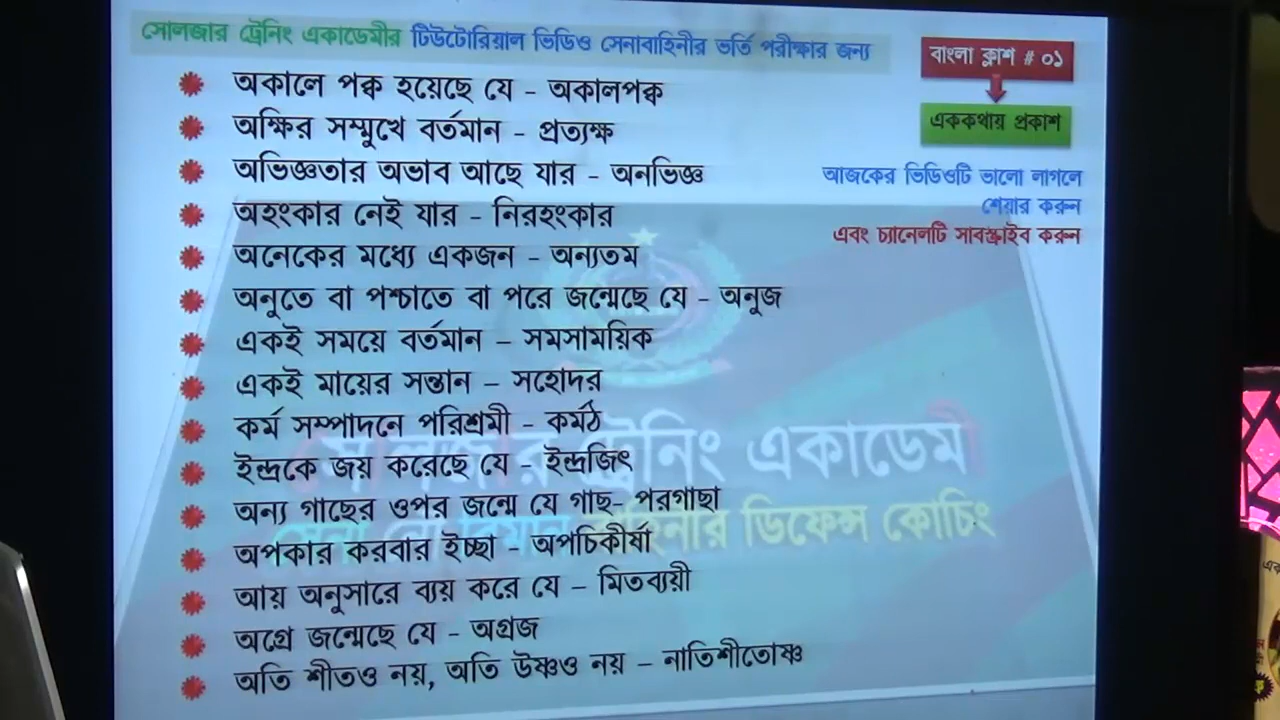 সোলজার ট্রেনিং একাডেমীর টিউটোরিয়াল ভিডিও সেনাবাহিনীর ভর্তি পরীক্ষার জন্য
বাংলা ক্লাশ # ০১
এককথায় প্রকাশ
আজকের ভিডিওটি ভালো লাগলে
শেয়ার করুন
এবং চ্যানেলটি সাবস্ক্রাইব করুন
অকালে পক্ব হয়েছে যে - অকালপক্ব
অক্ষির সম্মুখে বর্তমান - প্রত্যক্ষ
অভিজ্ঞতার অভাব আছে যার - অনভিজ্ঞ
অহংকার নেই যার - নিরহংকার
অনেকের মধ্যে একজন - অন্যতম
অনুতে বা পশ্চাতে বা পরে জন্মেছে যে - অনুজ
একই সময়ে বর্তমান – সমসাময়িক
একই মায়ের সন্তান – সহোদর
কর্ম সম্পাদনে পরিশ্রমী - কর্মঠ
ইন্দ্রকে জয় করেছে যে - ইন্দ্রজিৎ
অন্য গাছের ওপর জন্মে যে গাছ- পরগাছা
অপকার করবার ইচ্ছা - অপচিকীর্ষা
আয় অনুসারে ব্যয় করে যে – মিতব্যয়ী
অগ্রে জন্মেছে যে - অগ্রজ
অতি শীতও নয়, অতি উষ্ণও নয় – নাতিশীতোষ্ণ
সোলজার ট্রেনিং একাডেমী
ডিফেন্স কোচিং